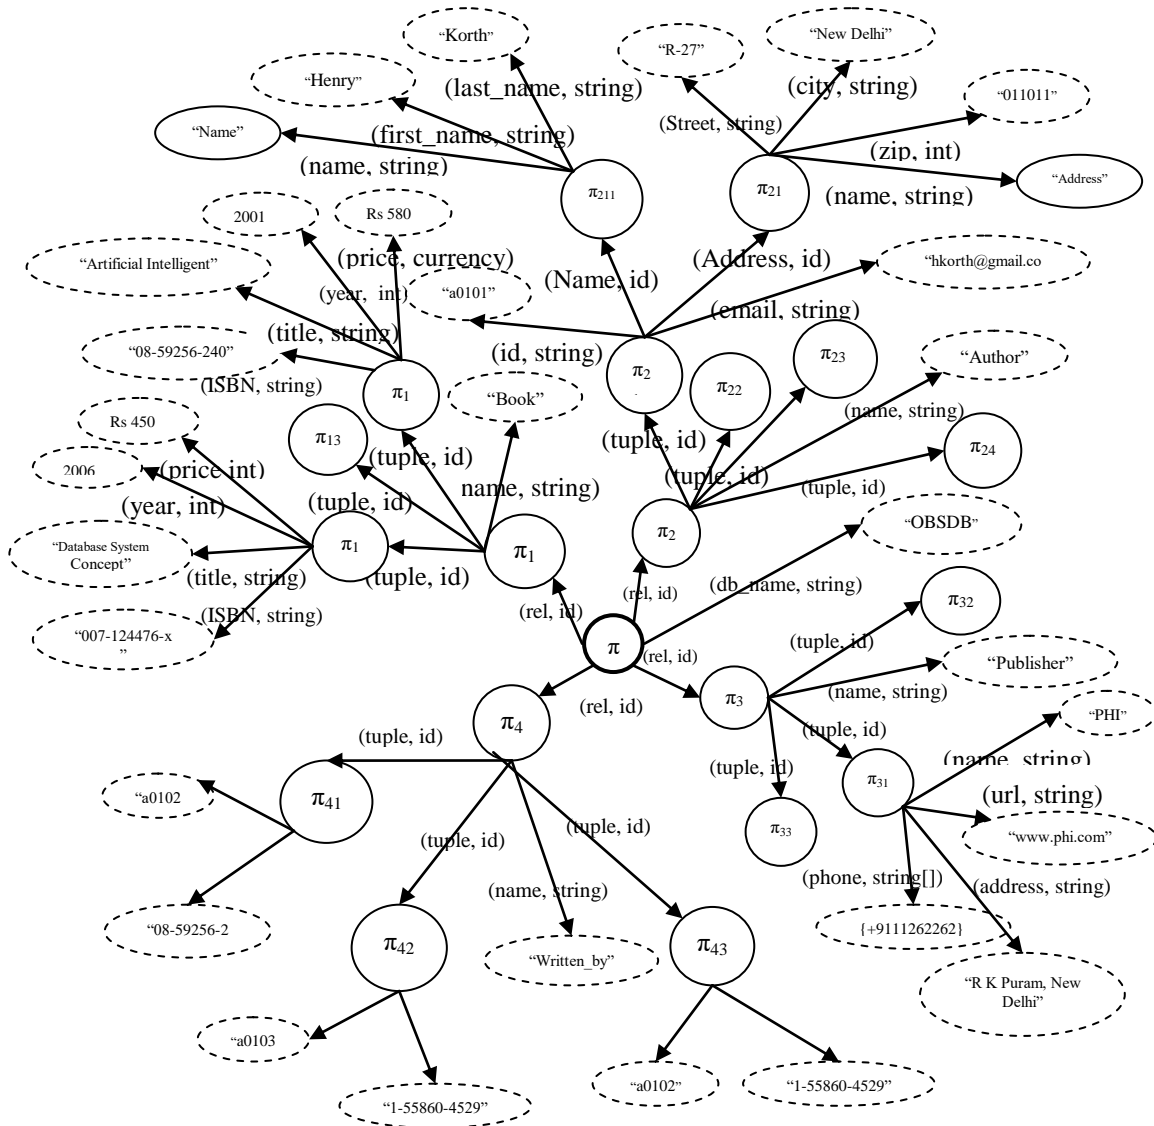 “Korth”
“New Delhi”
“R-27”
“Henry”
(last_name, string)
(city, string)
“011011”
“Name”
(first_name, string)
(Street, string)
(zip, int)
(name, string)
π211
π21
“Address”
(name, string)
2001
Rs 580
“Artificial Intelligent”
(price, currency)
(Name, id)
(Address, id)
“hkorth@gmail.co
(year, int)
“a0101”
(email, string)
(title, string)
(id, string)
“08-59256-240”
(ISBN, string)
π1
π2
π22
π23
“Author”
“Book”
Rs 450
π13
(name, string)
(tuple, id)
(tuple, id)
2006
(price int)
(tuple, id)
π24
(year, int)
name, string)
(tuple, id)
(tuple, id)
“OBSDB”
“Database System
Concept”
π1
π1
π2
(title, string)
(tuple, id)
(db_name, string)
(rel, id)
(rel, id)
π32
“007-124476-x
”
(ISBN, string)
π
(rel, id)
(tuple, id)
“Publisher”
π4
(rel, id)
π3
(name, string)
“PHI”
(tuple, id)
(tuple, id)
(name, string)
(tuple, id)
π31
“a0102
π41
(url, string)
(tuple, id)
(tuple, id)
π33
“www.phi.com”
(name, string)
(phone, string[])
(address, string)
“08-59256-2
{+9111262262}
π42
“Written_by”
π43
“R K Puram, New
Delhi”
“a0103
“a0102”
“1-55860-4529”
“1-55860-4529”